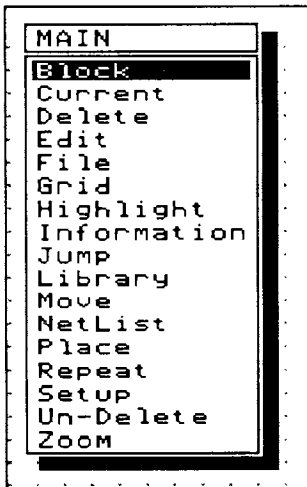 MAIN
Block
Current
Delete
Edit
File
Grid
Highlight
Information
Jump
Library
Move
NetList
Place
Repeat
Setup
Un-Delete
Zoom